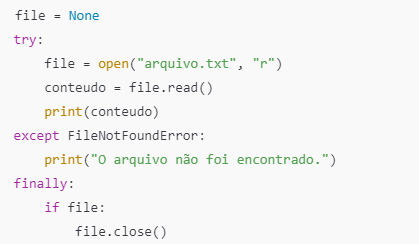 file = None
try:
    file = open("arquivo.txt", "r")
    conteudo = file.read()
    print(conteudo)
except FileNotFoundError:
    print("O arquivo não foi encontrado.")
finally:
    if file:
        file.close()